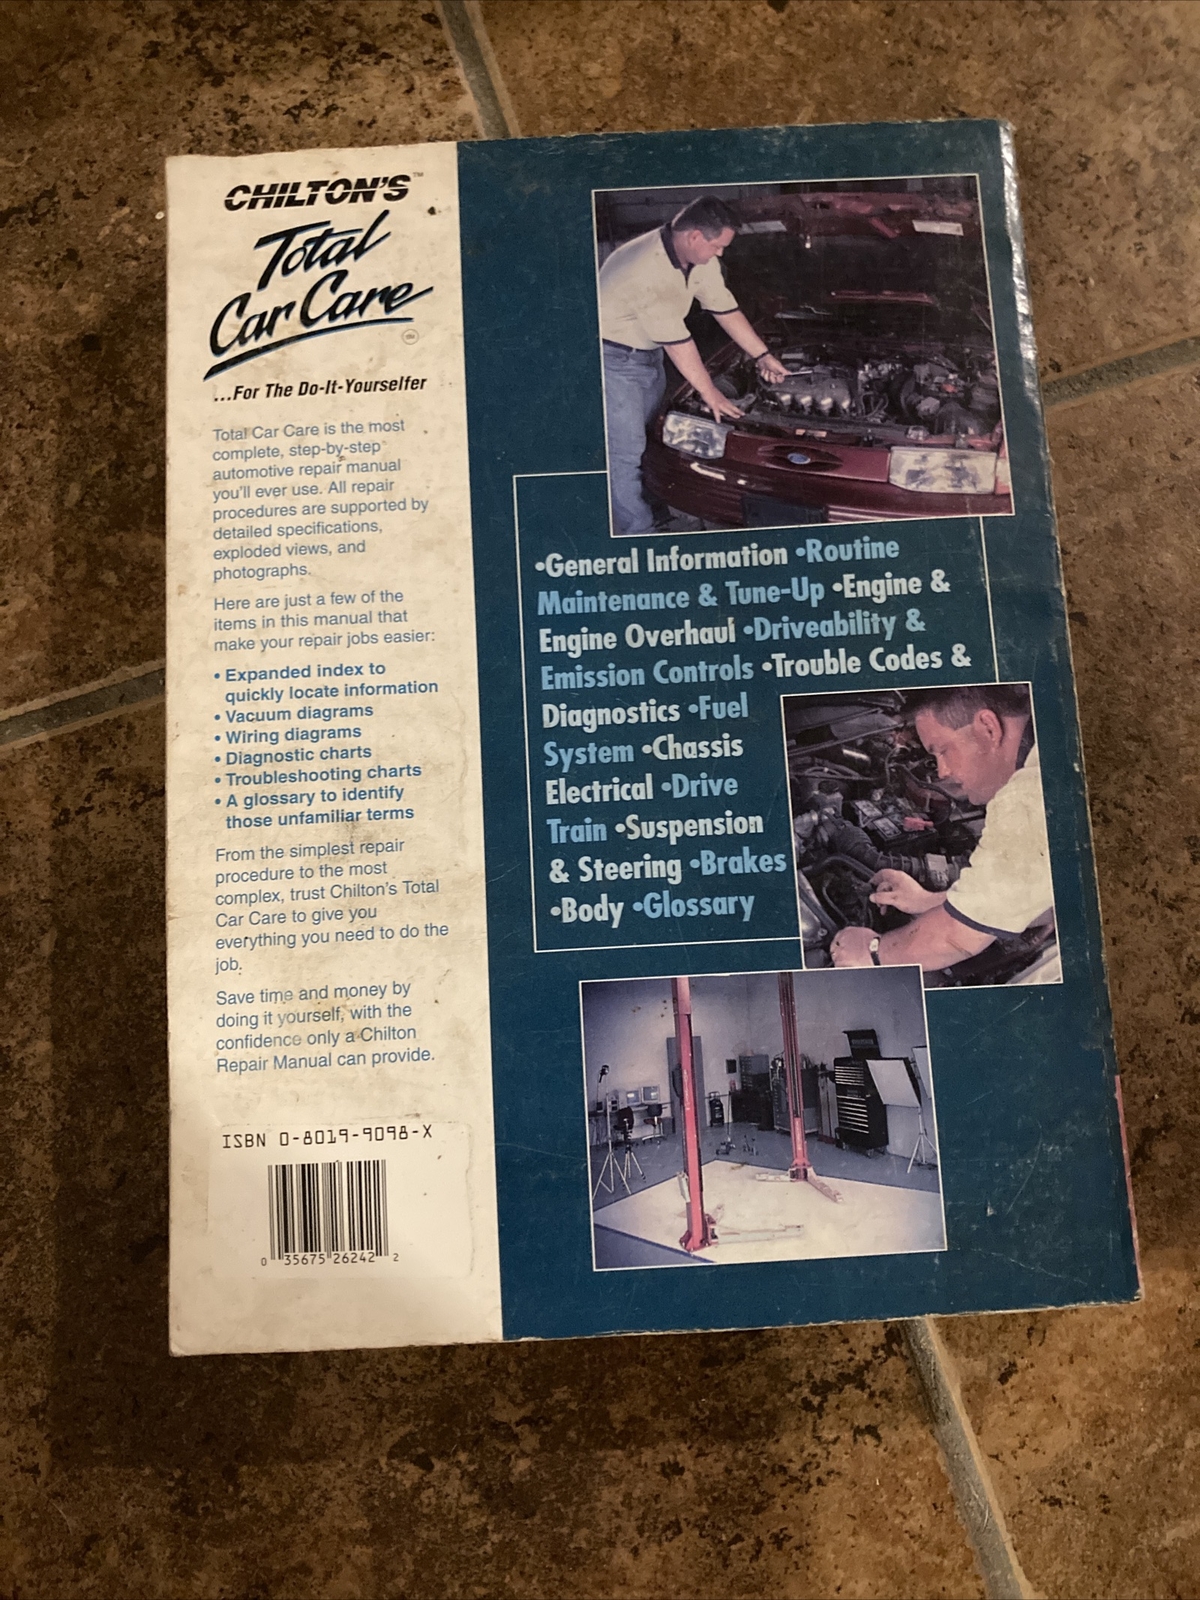 CHILTON'S™
Total
Car Care
SM
...For The Do-It-Yourselfer
Total Car Care is the most
complete, step-by-step
automotive repair manual
you'll ever use. All repair
procedures are supported by
detailed specifications,
exploded views, and
photographs.
Here are just a few of the
items in this manual that
make your repair jobs easier:
• Expanded index to
quickly locate information
• Vacuum diagrams
• Wiring diagrams
• Diagnostic charts
• Troubleshooting charts
• A glossary to identify
those unfamiliar terms
From the simplest repair
procedure to the most
complex, trust Chilton's Total
Car Care to give you
everything you need to do the
job.
Save time and money by
doing it yourself, with the
confidence only a Chilton
Repair Manual can provide.
ISBN 0-8019-9098-X
0 35675 26242 2
•General Information •Routine
Maintenance & Tune-Up •Engine &
Engine Overhaul •Driveability &
Emission Controls •Trouble Codes &
Diagnostics •Fuel
System •Chassis
Electrical •Drive
Train •Suspension
& Steering •Brakes
•Body •Glossary